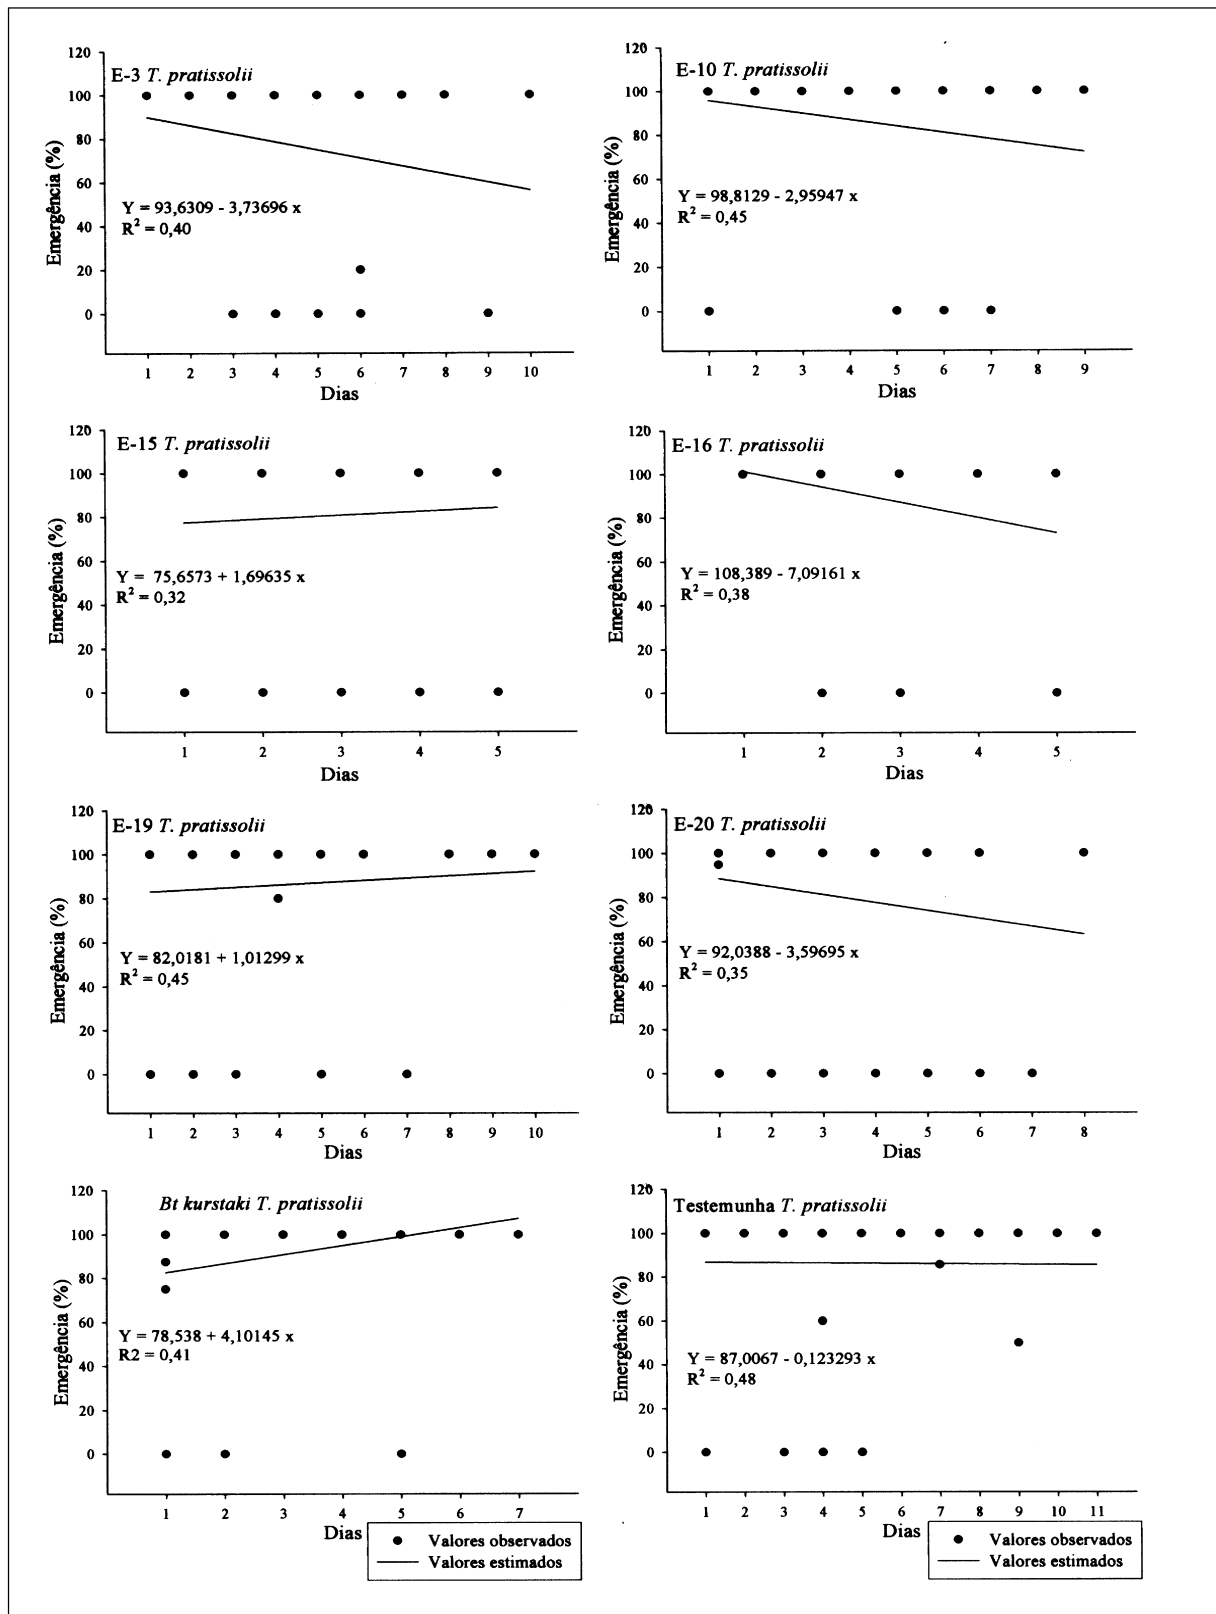 E-3 T. pratissolii
120
100
80
60
40
20
0
Emergência (%)
Y = 93,6309 - 3,73696 x
R² = 0,40
1 2 3 4 5 6 7 8 9 10
Dias
E-10 T. pratissolii
120
100
80
60
40
20
0
Emergência (%)
Y = 98,8129 - 2,95947 x
R² = 0,45
1 2 3 4 5 6 7 8 9
Dias
E-15 T. pratissolii
120
100
80
60
40
20
0
Emergência (%)
Y = 75,6573 + 1,69635 x
R² = 0,32
1 2 3 4 5
Dias
E-16 T. pratissolii
120
100
80
60
40
20
0
Emergência (%)
Y = 108,389 - 7,09161 x
R² = 0,38
1 2 3 4 5
Dias
E-19 T. pratissolii
120
100
80
60
40
20
0
Emergência (%)
Y = 82,0181 + 1,01299 x
R² = 0,45
1 2 3 4 5 6 7 8 9 10
Dias
E-20 T. pratissolii
120
100
80
60
40
20
0
Emergência (%)
Y = 92,0388 - 3,59695 x
R² = 0,35
1 2 3 4 5 6 7 8
Dias
Bt kurstaki T. pratissolii
120
100
80
60
40
20
0
Emergência (%)
Y = 78,538 + 4,10145 x
R2 = 0,41
1 2 3 4 5 6 7
Dias
Valores observados
Valores estimados
Testemunha T. pratissolii
120
100
80
60
40
20
0
Emergência (%)
Y = 87,0067 - 0,123293 x
R² = 0,48
1 2 3 4 5 6 7 8 9 10 11
Dias
Valores observados
Valores estimados